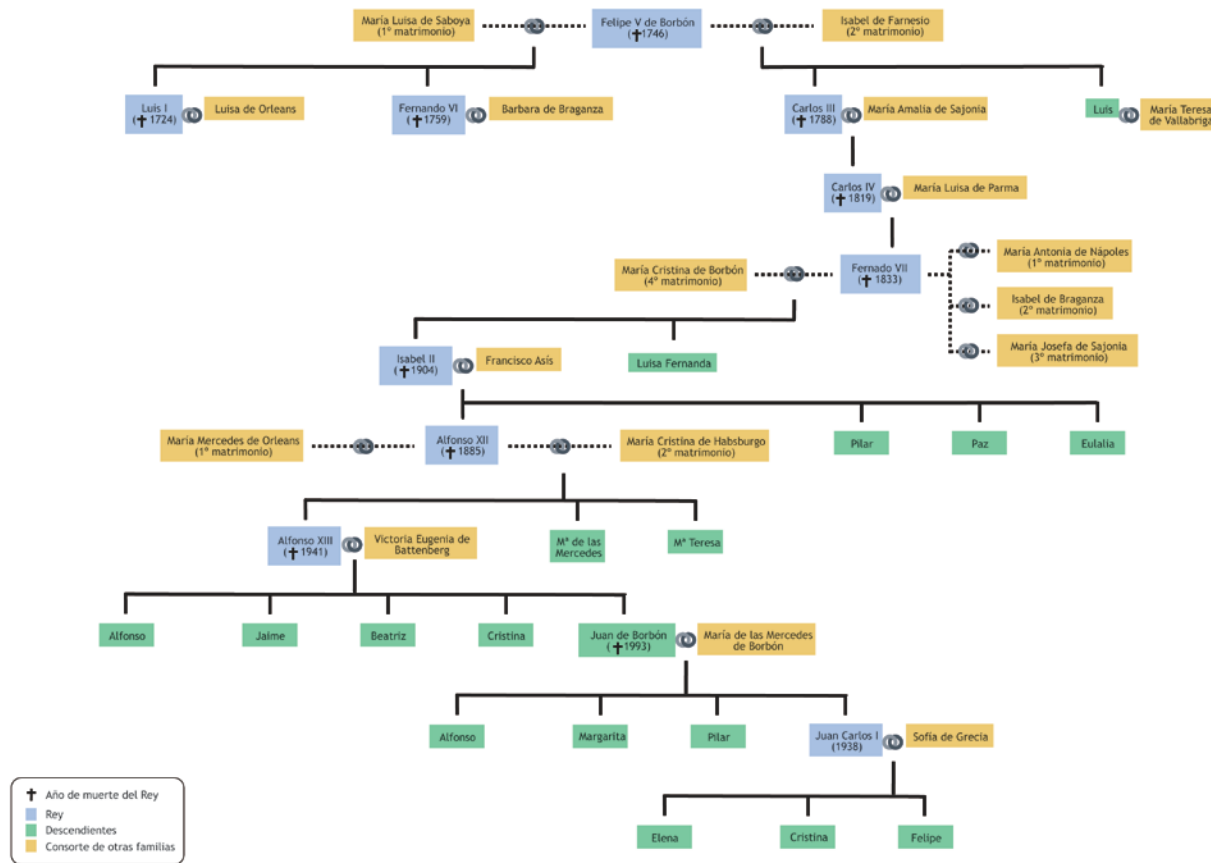 María Luisa de Saboya
(1º matrimonio)
Felipe V de Borbón
(✝1746)
Isabel de Farnesio
(2º matrimonio)
Luis I
(✝1724)
Luisa de Orleans
Fernando VI
(✝1759)
Barbara de Braganza
Carlos III
(✝1788)
María Amalia de Sajonia
Luis
María Teresa
de Vallabriga
Carlos IV
(✝1819)
María Luisa de Parma
María Cristina de Borbón
(4º matrimonio)
Fernado VII
(✝1833)
María Antonia de Nápoles
(1º matrimonio)
Isabel de Braganza
(2º matrimonio)
María Josefa de Sajonia
(3º matrimonio)
Isabel II
(✝1904)
Francisco Asís
Luisa Fernanda
María Mercedes de Orleans
(1º matrimonio)
Alfonso XII
(✝1885)
María Cristina de Habsburgo
(2º matrimonio)
Pilar
Paz
Eulalia
Alfonso XIII
(✝1941)
Victoria Eugenia de
Battenberg
Mª de las
Mercedes
Mª Teresa
Alfonso
Jaime
Beatriz
Cristina
Juan de Borbón
(✝1993)
María de las Mercedes
de Borbón
Alfonso
Margarita
Pilar
Juan Carlos I
(1938)
Sofía de Grecia
Elena
Cristina
Felipe
✝ Año de muerte del Rey
Rey
Descendientes
Consorte de otras familias